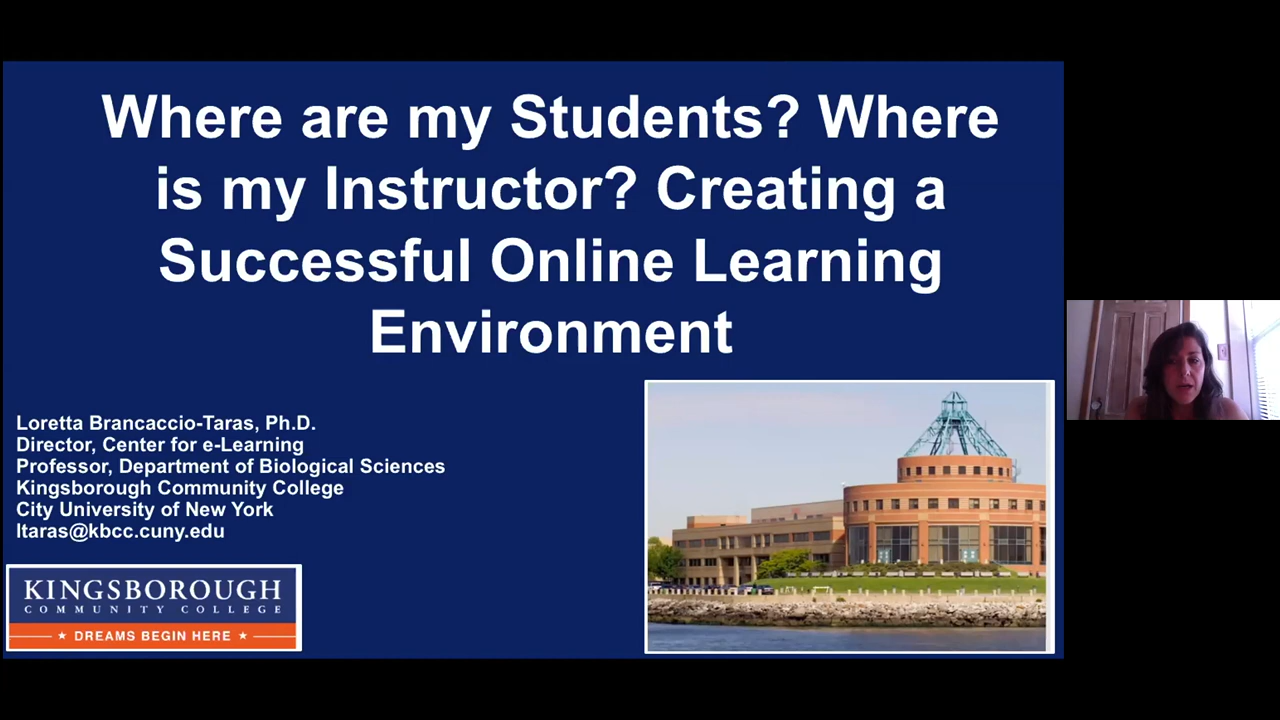 Where are my Students? Where
is my Instructor? Creating a
Successful Online Learning
Environment
Loretta Brancaccio-Taras, Ph.D.
Director, Center for e-Learning
Professor, Department of Biological Sciences
Kingsborough Community College
City University of New York
ltaras@kbcc.cuny.edu
KINGSBOROUGH
COMMUNITY COLLEGE
★ DREAMS BEGIN HERE ★